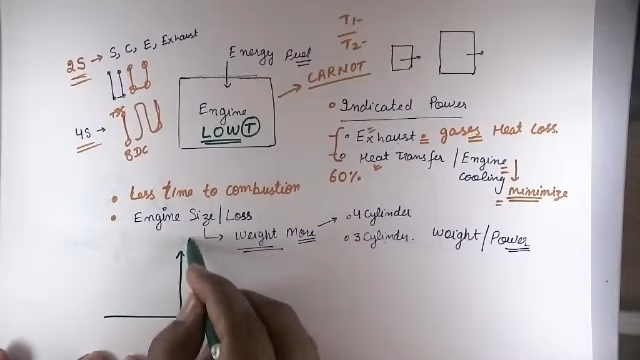 2S → S, C, E, Exhaust
TDC
4S →
BDC
Energy Fuel
Engine
LOW T
CARNOT
T1-
T2-
• Indicated Power
• Exhaust = gases Heat Loss.
• Heat Transfer / Engine
cooling
60%
minimize
• Less time to combustion
• Engine Size / Loss
→ Weight More
• 4 Cylinder
• 3 Cylinder. Weight / Power